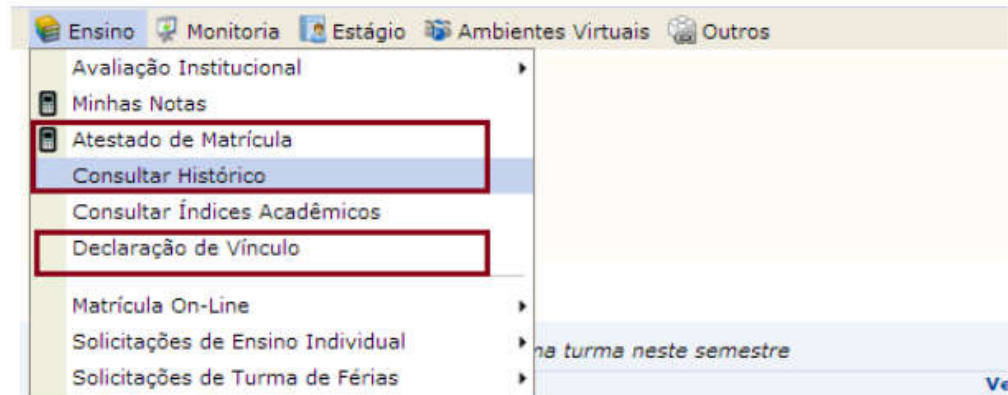 Ensino Monitoria Estágio Ambientes Virtuais Outros
Avaliação Institucional
Minhas Notas
Atestado de Matrícula
Consultar Histórico
Consultar Índices Acadêmicos
Declaração de Vínculo
Matrícula On-Line
Solicitações de Ensino Individual
Solicitações de Turma de Férias
turma neste semestre